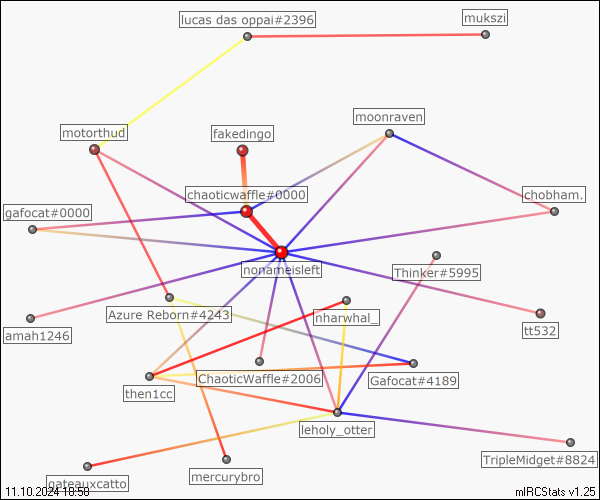 lucas das oppai#2396
mukszi
moonraven
motorthud
fakedingo
chaoticwaffle#0000
chobham.
gafocat#0000
nonameisleft
Thinker#5995
Azure Reborn#4243
nharwhal_
tt532
amah1246
ChaoticWaffle#2006
Gafocat#4189
then1cc
leholy_otter
TripleMidget#8824
gateauxcatto
mercurybro
11.10.2024 18:58
mIRCStats v1.25